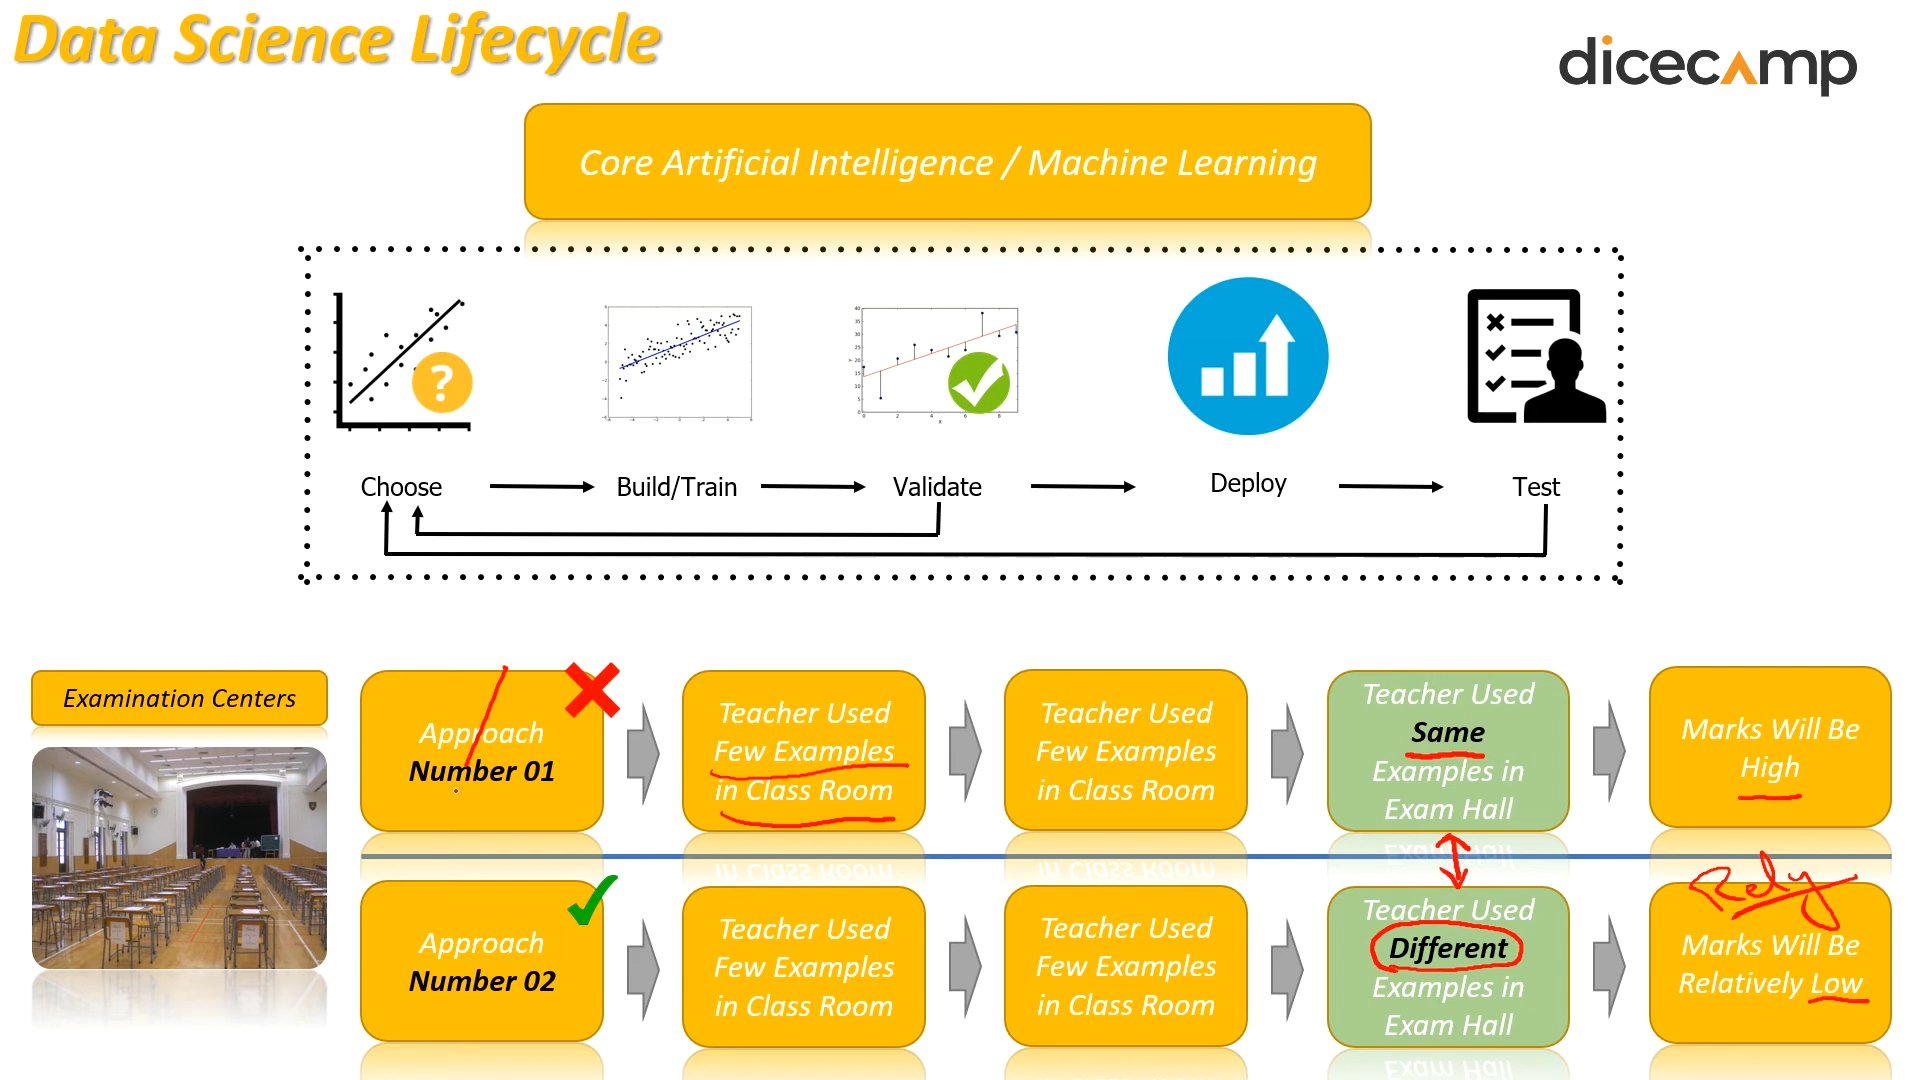 Data Science Lifecycle
dicecamp
Core Artificial Intelligence / Machine Learning
?
Choose
Build/Train
Validate
Deploy
Test
Examination Centers
Approach
Number 01
Teacher Used
Few Examples
in Class Room
Teacher Used
Few Examples
in Class Room
Teacher Used
Same
Examples in
Exam Hall
Marks Will Be
High
Approach
Number 02
Teacher Used
Few Examples
in Class Room
Teacher Used
Few Examples
in Class Room
Teacher Used
Different
Examples in
Exam Hall
Rely
Marks Will Be
Relatively Low